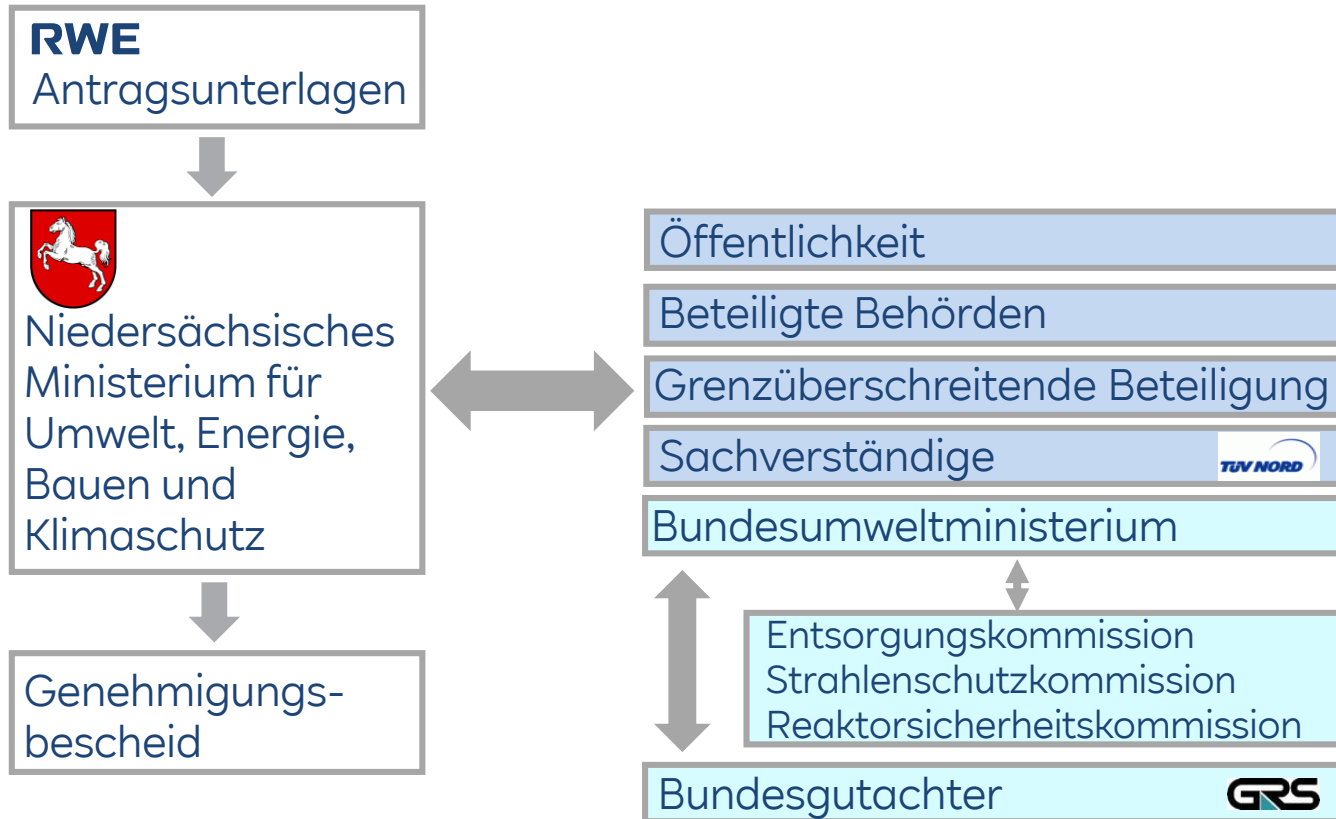 RWE
Antragsunterlagen
Niedersächsisches
Ministerium für
Umwelt, Energie,
Bauen und
Klimaschutz
Genehmigungs-
bescheid
Öffentlichkeit
Beteiligte Behörden
Grenzüberschreitende Beteiligung
Sachverständige TÜV NORD
Bundesumweltministerium
Entsorgungskommission
Strahlenschutzkommission
Reaktorsicherheitskommission
Bundesgutachter GRS